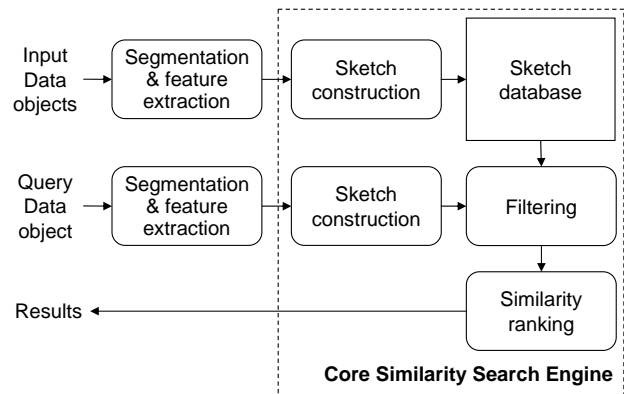 Input
Data
objects
Segmentation
& feature
extraction
Sketch
construction
Sketch
database
Query
Data
object
Segmentation
& feature
extraction
Sketch
construction
Filtering
Results
Similarity
ranking
Core Similarity Search Engine